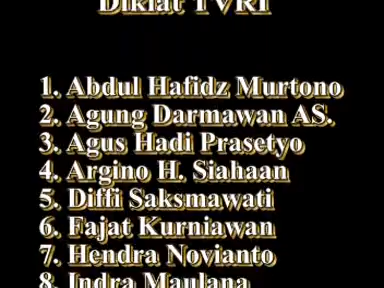 Diklat TVRI
1. Abdul Hafidz Murtono
2. Agung Darmawan AS.
3. Agus Hadi Prasetyo
4. Argino H. Siahaan
5. Diffi Saksmawati
6. Fajat Kurniawan
7. Hendra Novianto
8. Indra Maulana